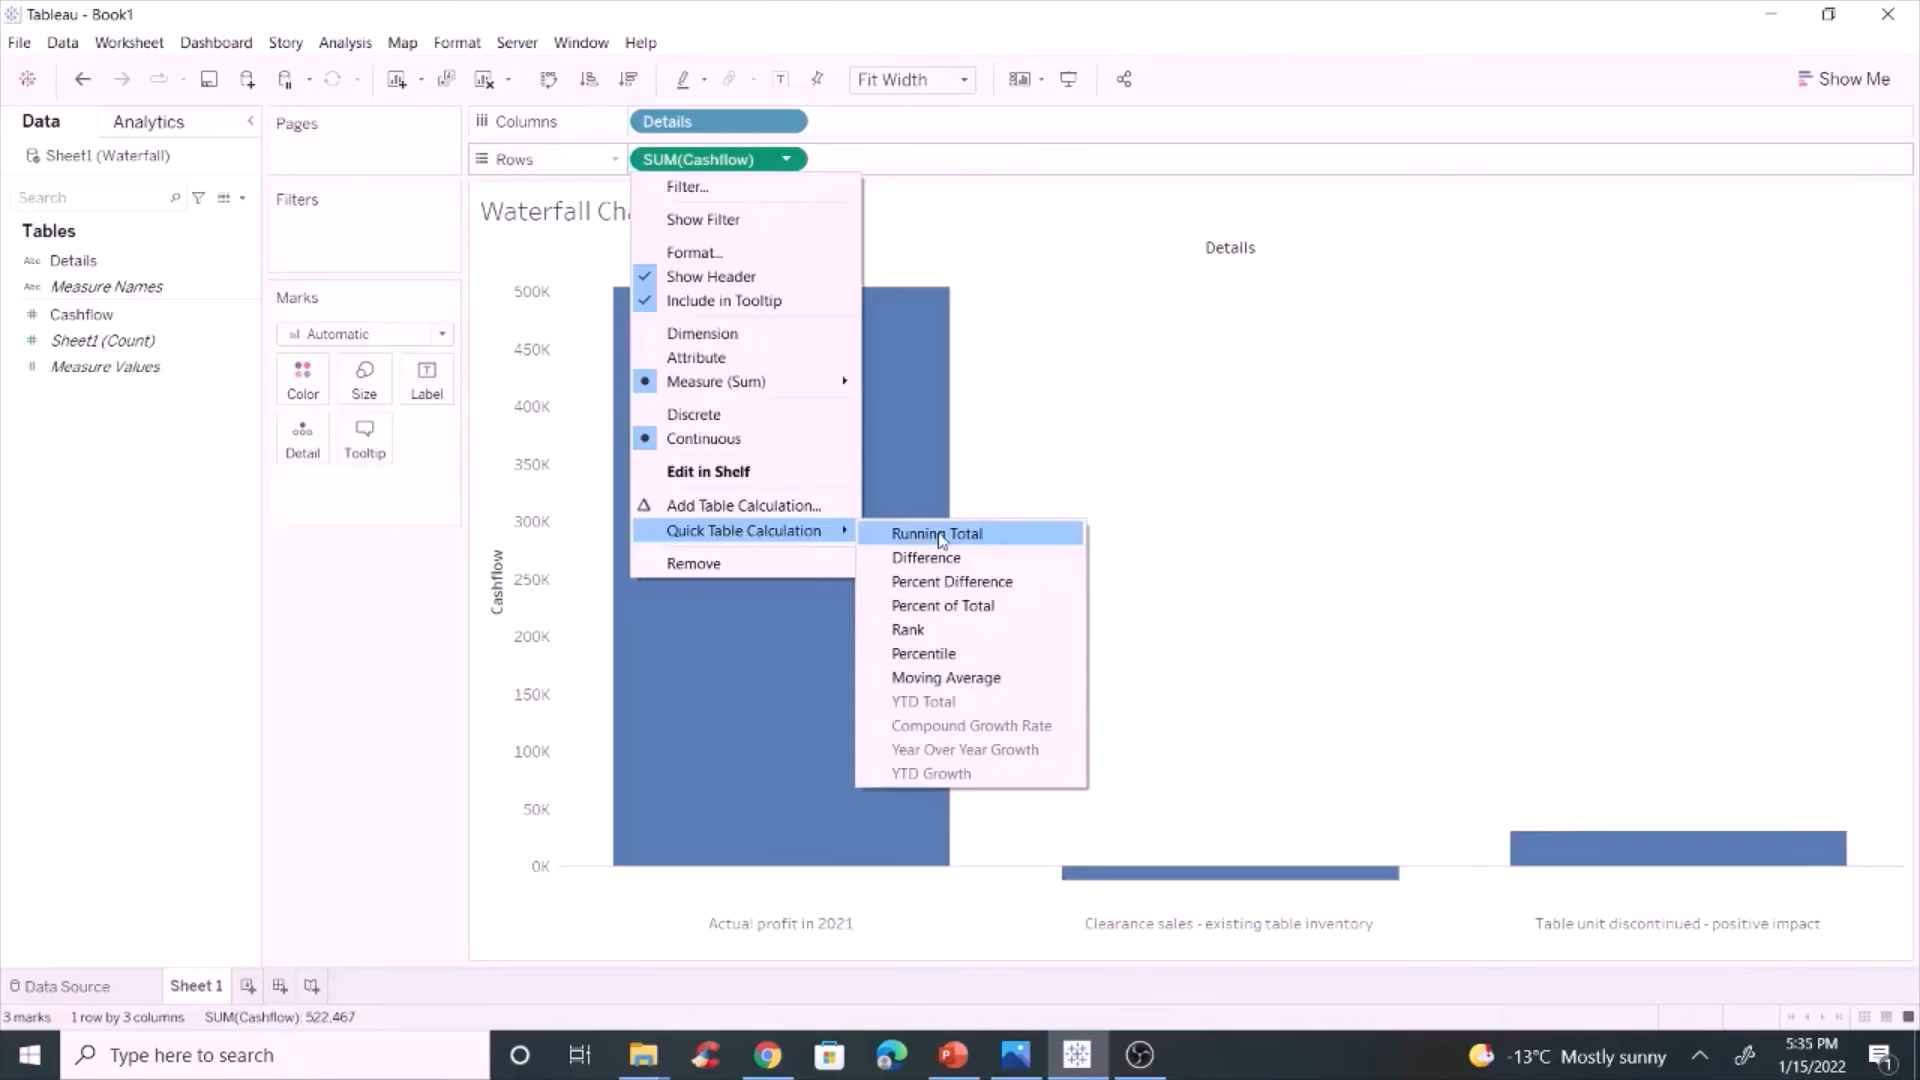 Tableau - Book1
File Data Worksheet Dashboard Story Analysis Map Format Server Window Help
Fit Width
Show Me
Data Analytics
Pages
Columns
Details
Sheet1 (Waterfall)
Rows
SUM(Cashflow)
Search
Filters
Tables
Details
Measure Names
Cashflow
Sheet1 (Count)
Measure Values
Marks
Automatic
Color
Size
Label
Detail
Tooltip
Waterfall Ch
Details
Filter...
Show Filter
Format...
Show Header
Include in Tooltip
Dimension
Attribute
Measure (Sum)
Discrete
Continuous
Edit in Shelf
Add Table Calculation...
Quick Table Calculation
Remove
Running Total
Difference
Percent Difference
Percent of Total
Rank
Percentile
Moving Average
YTD Total
Compound Growth Rate
Year Over Year Growth
YTD Growth
500K
450K
400K
350K
300K
250K
200K
150K
100K
50K
0K
Cashflow
Actual profit in 2021
Clearance sales - existing table inventory
Table unit discontinued - positive impact
Data Source
Sheet 1
3 marks 1 row by 3 columns SUM(Cashflow): 522,467
Type here to search
-13°C Mostly sunny
5:35 PM
1/15/2022
1